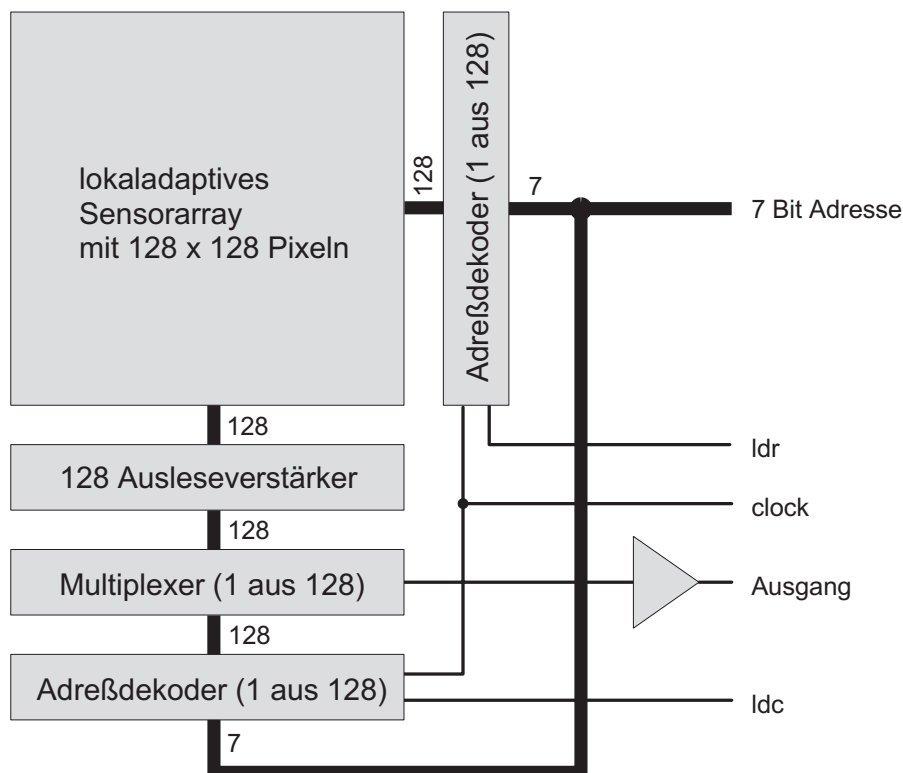 lokaladaptives
Sensorarray
mit 128 x 128 Pixeln
128
Adreßdekoder (1 aus 128)
7
7 Bit Adresse
128
128 Ausleseverstärker
ldr
128
clock
Multiplexer (1 aus 128)
Ausgang
128
Adreßdekoder (1 aus 128)
ldc
7